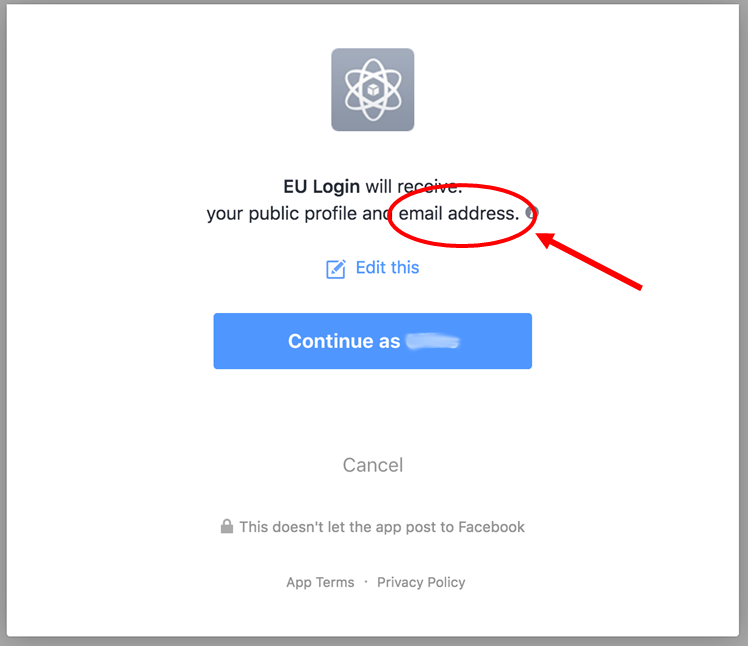 EU Login will receive:
your public profile and email address.
Edit this
Continue as
Cancel
This doesn't let the app post to Facebook
App Terms · Privacy Policy